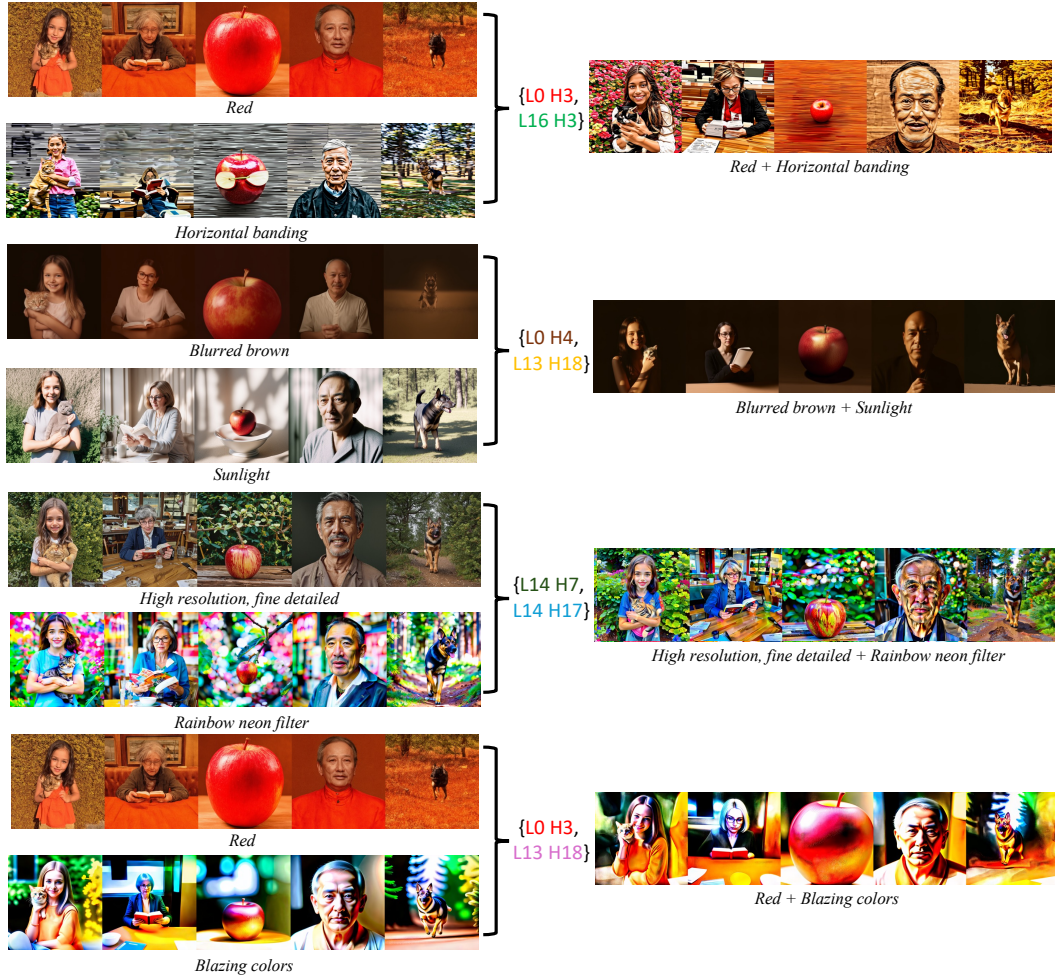 Red
{L0 H3,
L16 H3}
Red + Horizontal banding
Horizontal banding
Blurred brown
{L0 H4,
L13 H18}
Blurred brown + Sunlight
Sunlight
High resolution, fine detailed
{L14 H7,
L14 H17}
High resolution, fine detailed + Rainbow neon filter
Rainbow neon filter
Red
{L0 H3,
L13 H18}
Red + Blazing colors
Blazing colors